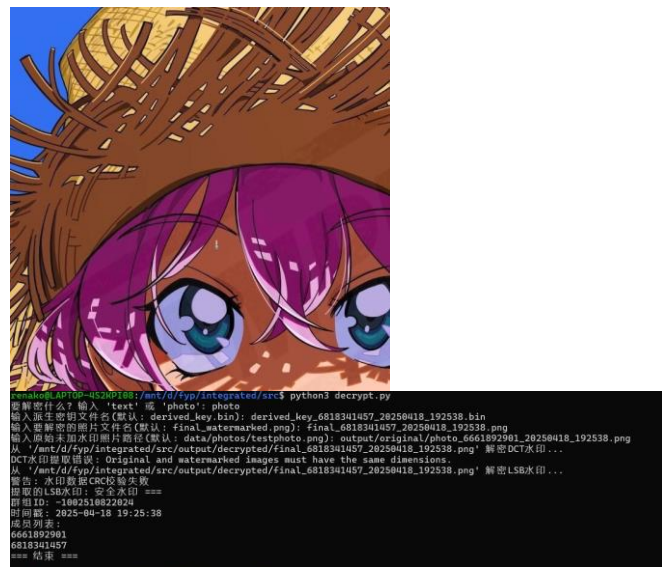 renako@LAPTOP-452KPI08:/mnt/d/fyp/integrated/src$ python3 decrypt.py
要解密什么? 输入 'text' 或 'photo': photo
输入派生密钥文件名(默认: derived_key.bin): derived_key_6818341457_20250418_192538.bin
输入要解密的照片文件名(默认: final_watermarked.png): final_6818341457_20250418_192538.png
输入原始未加水印照片路径(默认: data/photos/testphoto.png): output/original/photo_6661892901_20250418_192538.png
从 '/mnt/d/fyp/integrated/src/output/decrypted/final_6818341457_20250418_192538.png' 解密DCT水印...
DCT水印提取错误: Original and watermarked images must have the same dimensions.
从 '/mnt/d/fyp/integrated/src/output/decrypted/final_6818341457_20250418_192538.png' 解密LSB水印...
警告: 水印数据CRC校验失败
提取的LSB水印: 安全水印 ===
群组ID: -1002510822024
时间戳: 2025-04-18 19:25:38
成员列表:
6661892901
6818341457
=== 结束 ===